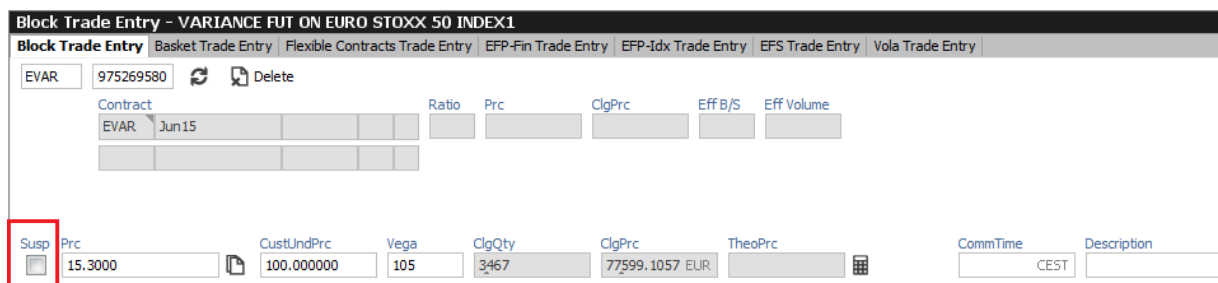 Block Trade Entry - VARIANCE FUT ON EURO STOXX 50 INDEX1
Block Trade Entry Basket Trade Entry Flexible Contracts Trade Entry EFP-Fin Trade Entry EFP-Idx Trade Entry EFS Trade Entry Vola Trade Entry
EVAR 975269580 Delete
Contract Ratio Prc ClgPrc Eff B/S Eff Volume
EVAR Jun15
Susp Prc CustUndPrc Vega ClgQty ClgPrc TheoPrc CommTime Description
15.3000 100.000000 105 3467 77599.1057 EUR CEST